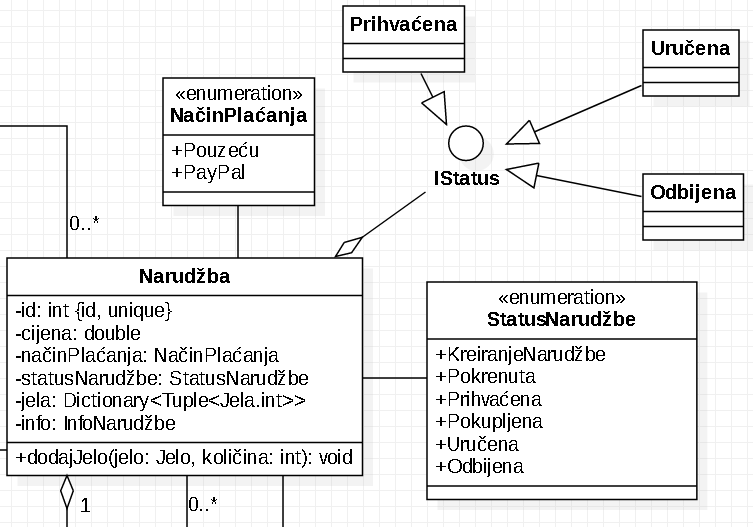 Prihvaćena
Uručena
«enumeration»
NačinPlaćanja
+Pouzeću
+PayPal
IStatus
Odbijena
0..*
Narudžba
-id: int {id, unique}
-cijena: double
-načinPlaćanja: NačinPlaćanja
-statusNarudžbe: StatusNarudžbe
-jela: Dictionary<Tuple<Jela.int>>
-info: InfoNarudžbe
+dodajJelo(jelo: Jelo, količina: int): void
«enumeration»
StatusNarudžbe
+KreiranjeNarudžbe
+Pokrenuta
+Prihvaćena
+Pokupljena
+Uručena
+Odbijena
1
0..*